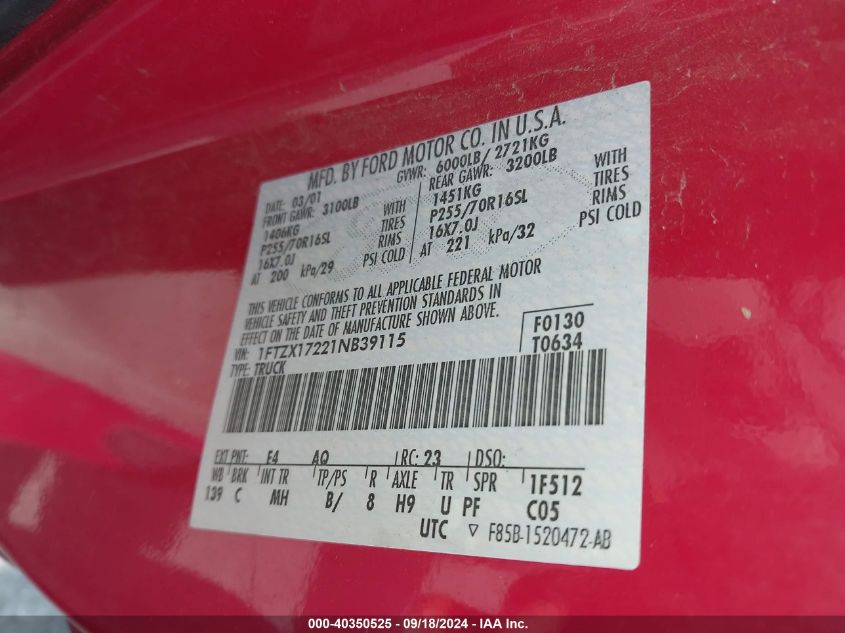 MFD. BY FORD MOTOR CO. IN U.S.A.
DATE: 03/01 GVWR: 6000LB/ 2721KG
FRONT GAWR: 3100LB REAR GAWR: 3200LB
1406KG WITH 1451KG WITH
P255/70R16SL TIRES P255/70R16SL TIRES
16X7.0J RIMS 16X7.0J RIMS
AT 200 kPa/29 PSI COLD AT 221 kPa/32 PSI COLD
THIS VEHICLE CONFORMS TO ALL APPLICABLE FEDERAL MOTOR
VEHICLE SAFETY AND THEFT PREVENTION STANDARDS IN
EFFECT ON THE DATE OF MANUFACTURE SHOWN ABOVE.
VIN: 1FTZX17221NB39115 F0130
TYPE: TRUCK T0634
EXT PNT: E4 AQ RC: 23 DSO:
WB BRK INT TR TP/PS R AXLE TR SPR 1F512
139 C MH B/ 8 H9 U PF C05
UTC ▽ F85B-1520472-AB
000-40350525 - 09/18/2024 - IAA Inc.